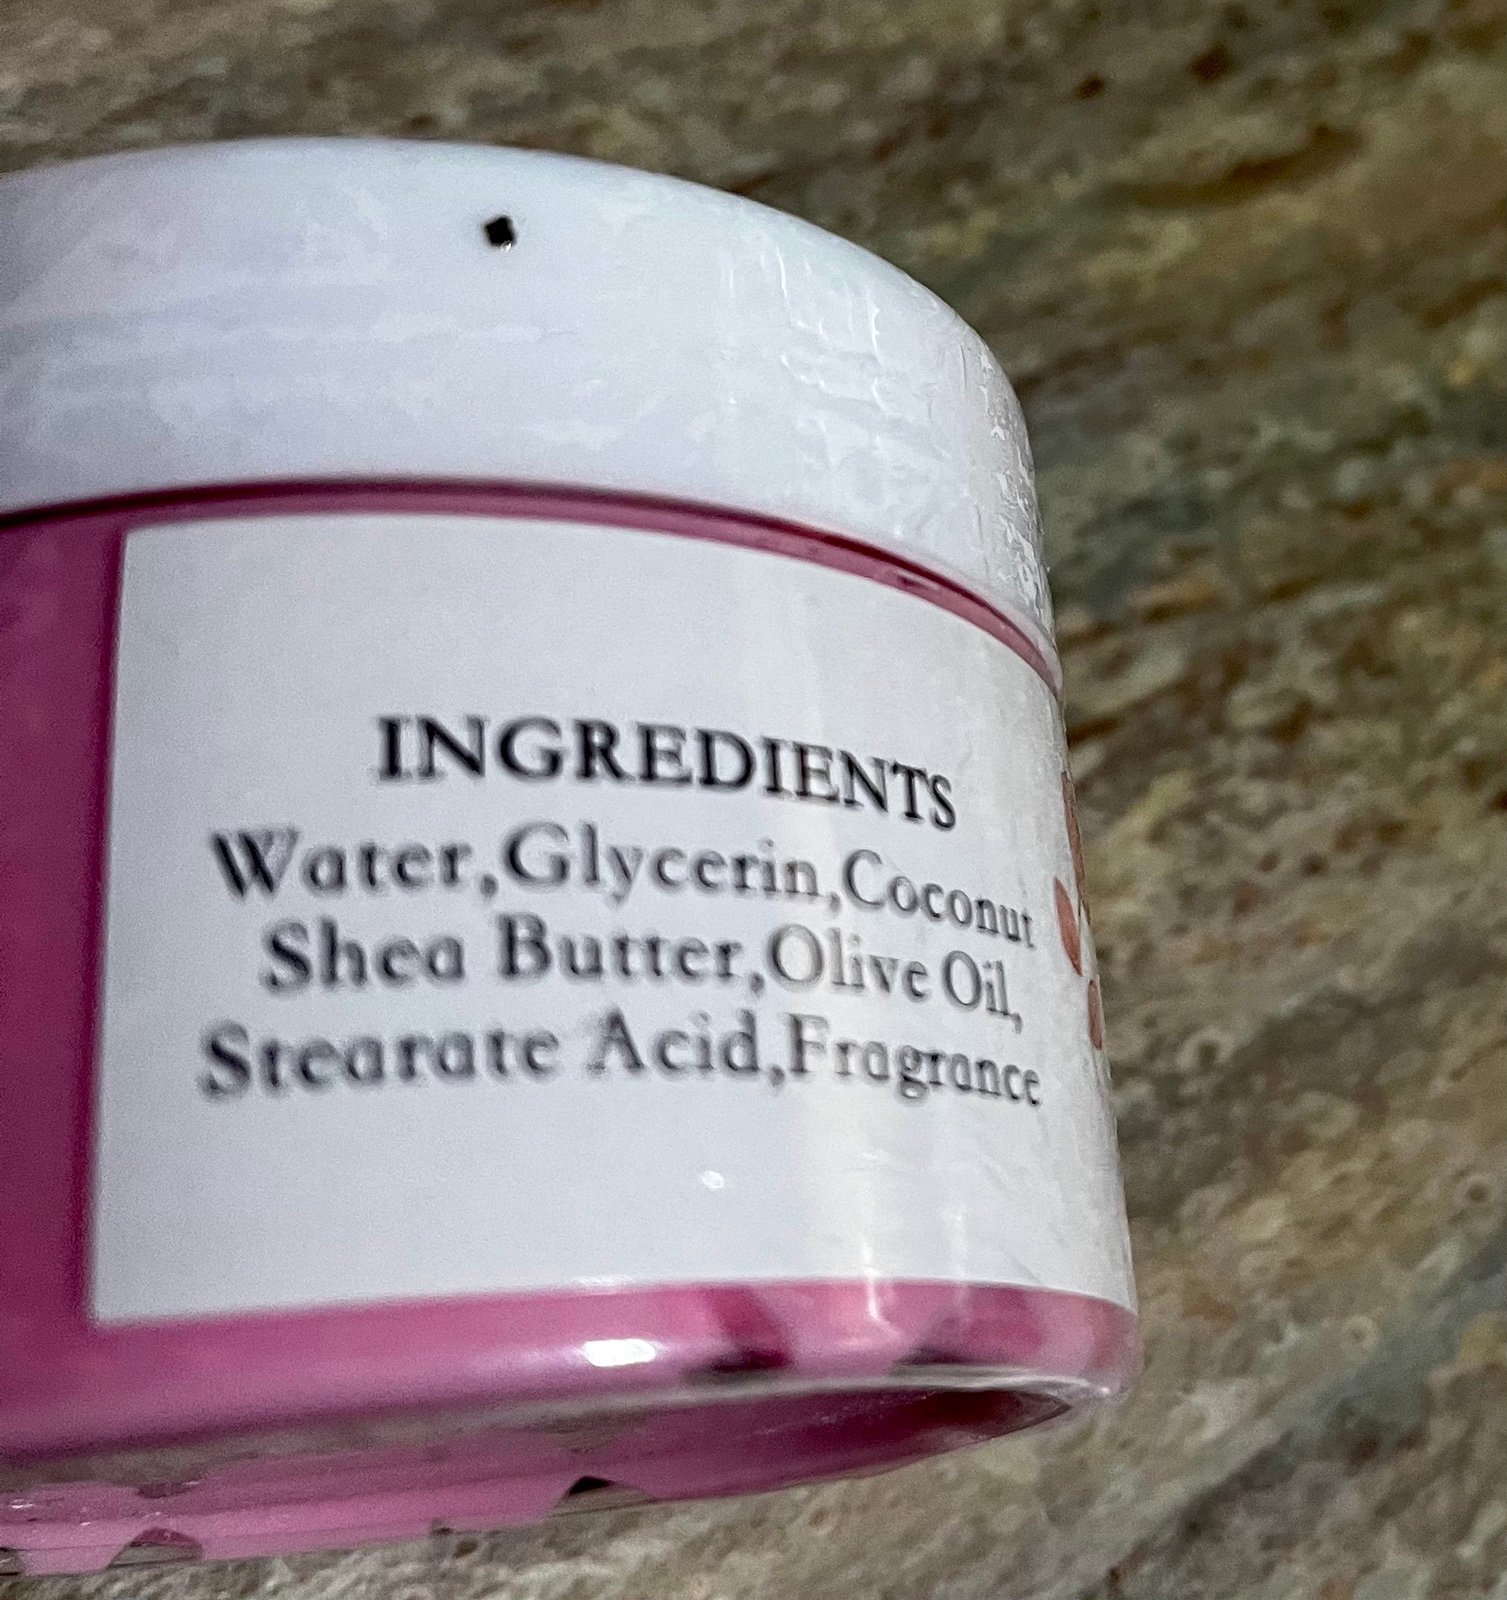 INGREDIENTS
Water,Glycerin,Coconut
Shea Butter,Olive Oil,
Stearate Acid,Fragrance